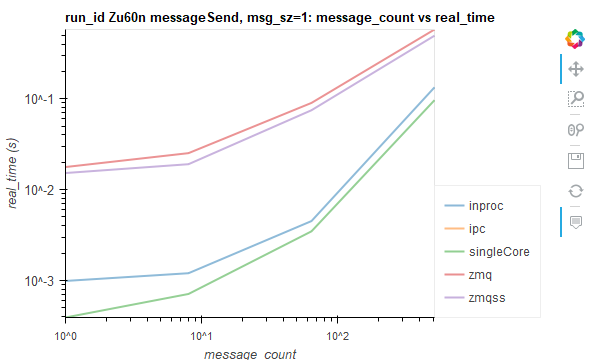 run_id Zu60n messageSend, msg_sz=1: message_count vs real_time
real_time (s)
10^-1
10^-2
10^-3
10^0
10^1
10^2
message_count
inproc
ipc
singleCore
zmq
zmqss